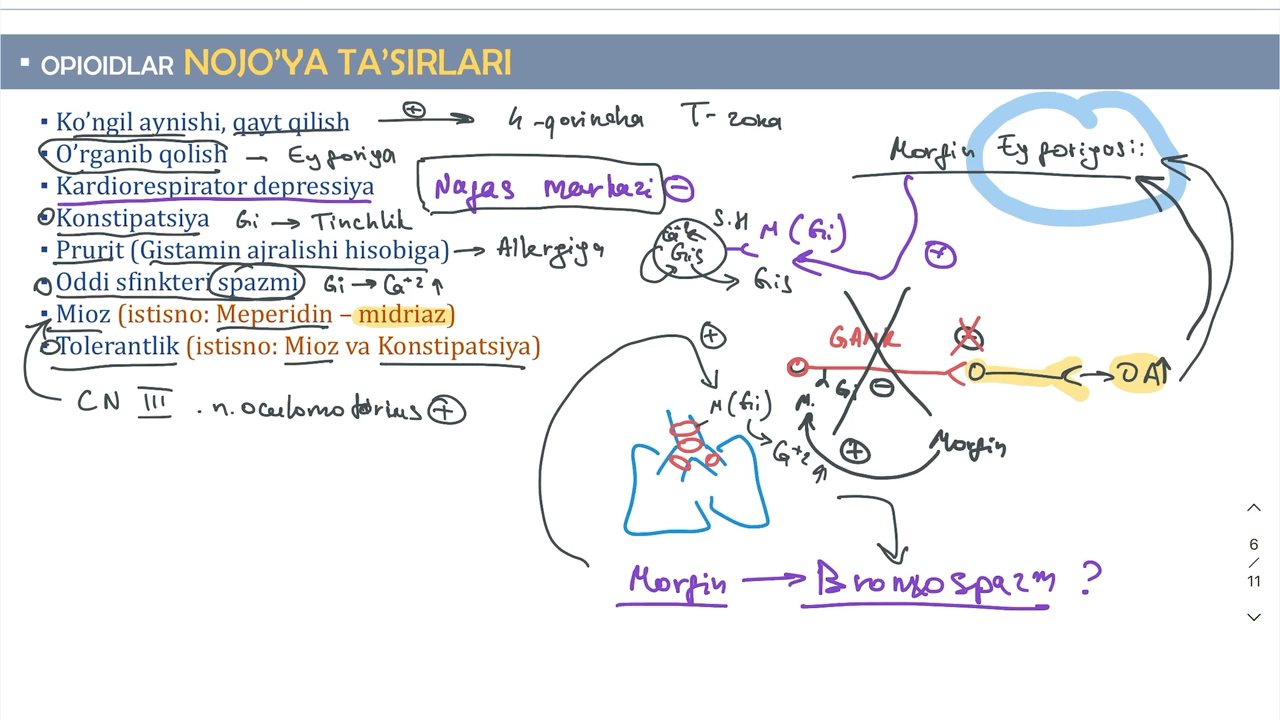 ▪ OPIOIDLAR NOJO’YA TA’SIRLARI
▪ Ko’ngil aynishi, qayt qilish ⊕ → 4-qorincha T-zona
▪ O’rganib qolish – Eyforiya
▪ Kardiorespirator depressiya Nafas markazi ⊖
▪ Konstipatsiya Gi → Tinchlik
▪ Prurit (Gistamin ajralishi hisobiga) → Allergiya
▪ Oddi sfinkteri spazmi Gi → Ca+2 ↑
▪ Mioz (istisno: Meperidin – midriaz)
▪ Tolerantlik (istisno: Mioz va Konstipatsiya)
CN III . n. oculomotorius ⊕
Morfin Eyforiyasi:
S.H M (Gi) ⊕
Gis → Gis
GAMK
M. Gi ⊖ → DA↑
⊕ Morfin
⊕
M (Gi)
Ca+2 ↑
Morfin → Bronxospazm ?
6
/
11